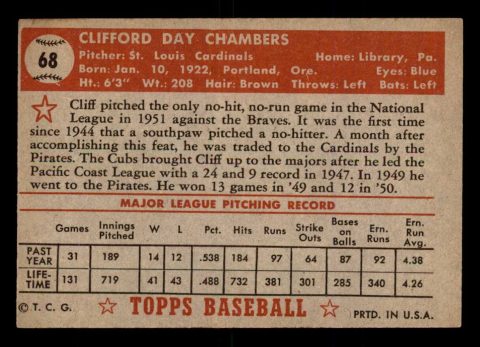 68
CLIFFORD DAY CHAMBERS
Pitcher: St. Louis Cardinals Home: Library, Pa.
Born: Jan. 10, 1922, Portland, Ore. Eyes: Blue
Ht.: 6'3" Wt.: 208 Hair: Brown Throws: Left Bats: Left
Cliff pitched the only no-hit, no-run game in the National
League in 1951 against the Braves. It was the first time
since 1944 that a southpaw pitched a no-hitter. A month after
accomplishing this feat, he was traded to the Cardinals by the
Pirates. The Cubs brought Cliff up to the majors after he led the
Pacific Coast League with a 24 and 9 record in 1947. In 1949 he
went to the Pirates. He won 13 games in '49 and 12 in '50.
MAJOR LEAGUE PITCHING RECORD
Games Innings Pitched W L Pct. Hits Runs Strike Outs Bases on Balls Ern. Runs Ern. Run Avg.
PAST YEAR 31 189 14 12 .538 184 97 64 87 92 4.38
LIFE-TIME 131 719 41 43 .488 732 381 301 285 340 4.26
© T. C. G. TOPPS BASEBALL PRTD. IN U.S.A.